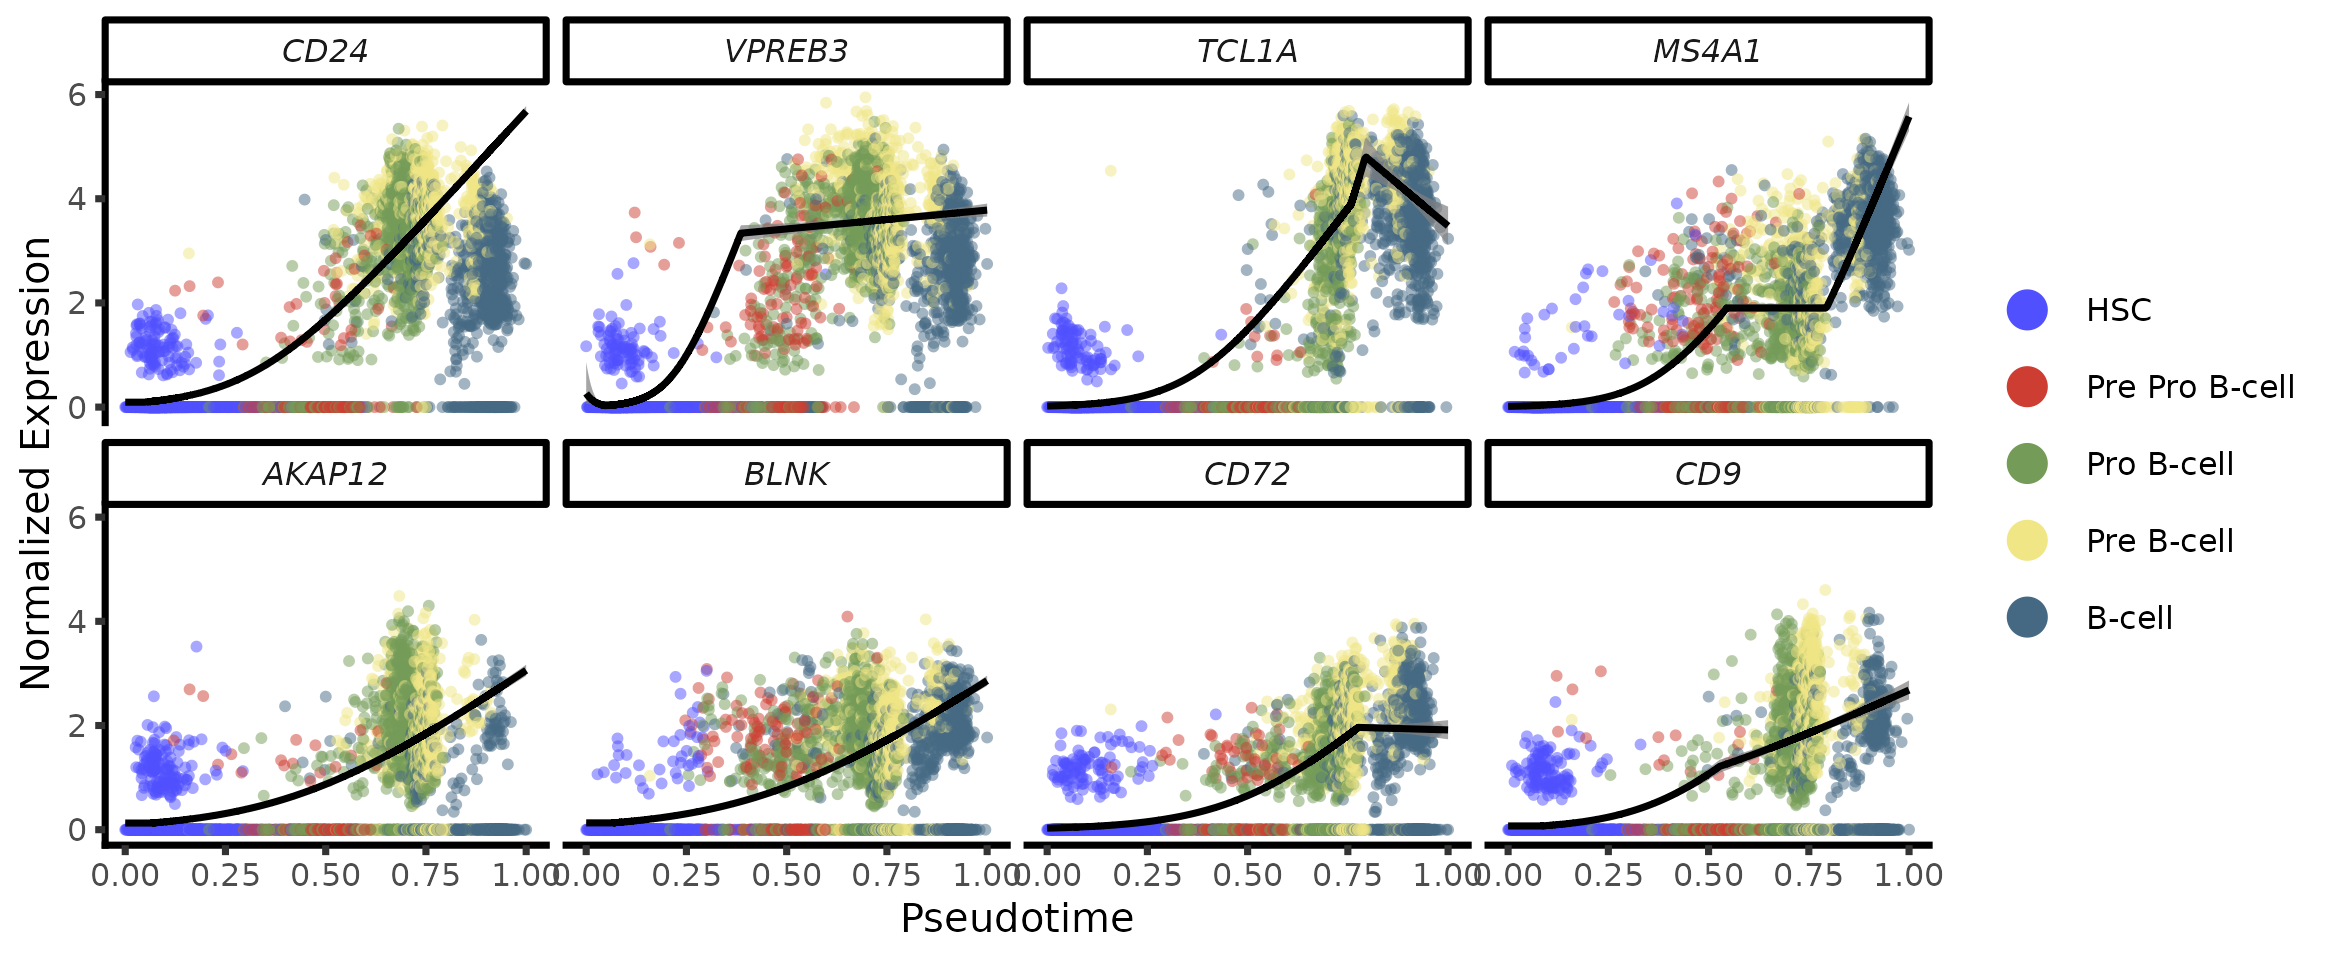 CD24 VPREB3 TCL1A MS4A1
6
4
2
0
AKAP12 BLNK CD72 CD9
6
4
2
0
0.00 0.25 0.50 0.75 1.00 0.00 0.25 0.50 0.75 1.00 0.00 0.25 0.50 0.75 1.00 0.00 0.25 0.50 0.75 1.00
Pseudotime
Normalized Expression
HSC
Pre Pro B-cell
Pro B-cell
Pre B-cell
B-cell